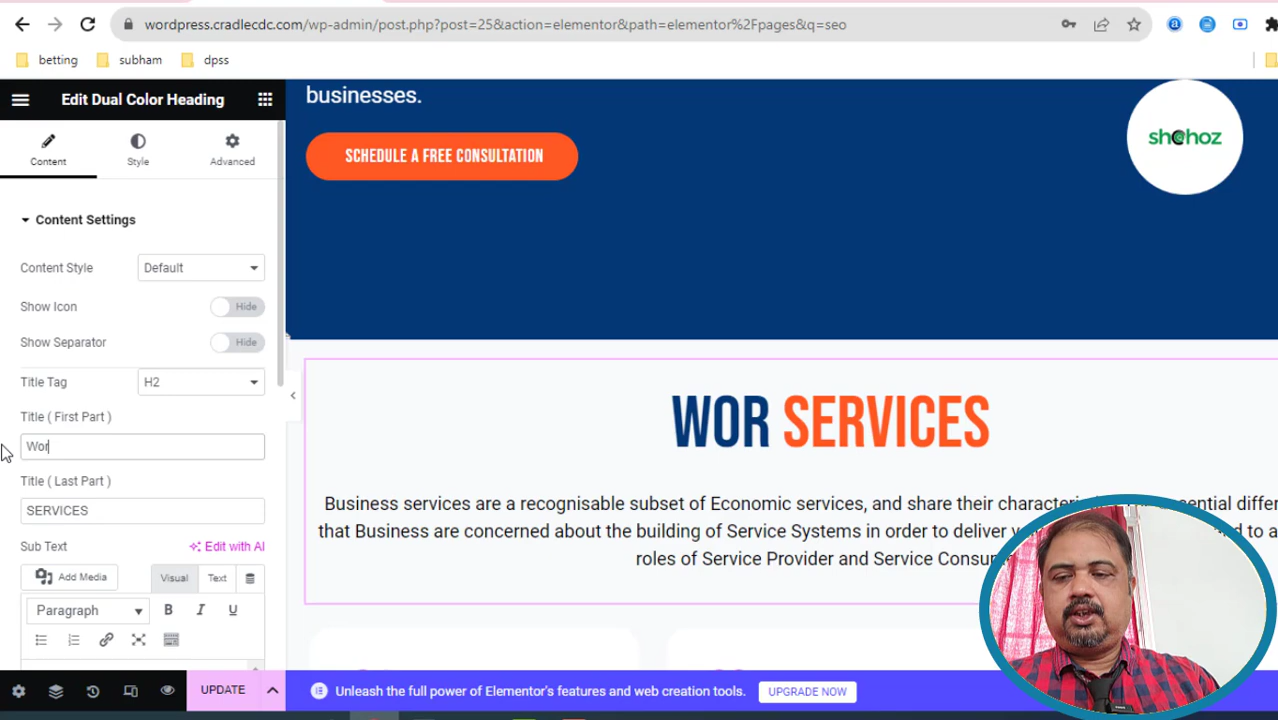 wordpress.cradlecdc.com/wp-admin/post.php?post=25&action=elementor&path=elementor%2Fpages&q=seo
betting
subham
dpss
Edit Dual Color Heading
Content
Style
Advanced
Content Settings
Content Style
Default
Show Icon
Hide
Show Separator
Hide
Title Tag
H2
Title ( First Part )
Wor
Title ( Last Part )
SERVICES
Sub Text
Edit with AI
Add Media
Visual
Text
Paragraph
B
I
U
UPDATE
businesses.
SCHEDULE A FREE CONSULTATION
shohoz
WOR SERVICES
Business services are a recognisable subset of Economic services, and share their
that Business are concerned about the building of Service Systems in order to deliver
roles of Service Provider and Service
Unleash the full power of Elementor's features and web creation tools.
UPGRADE NOW